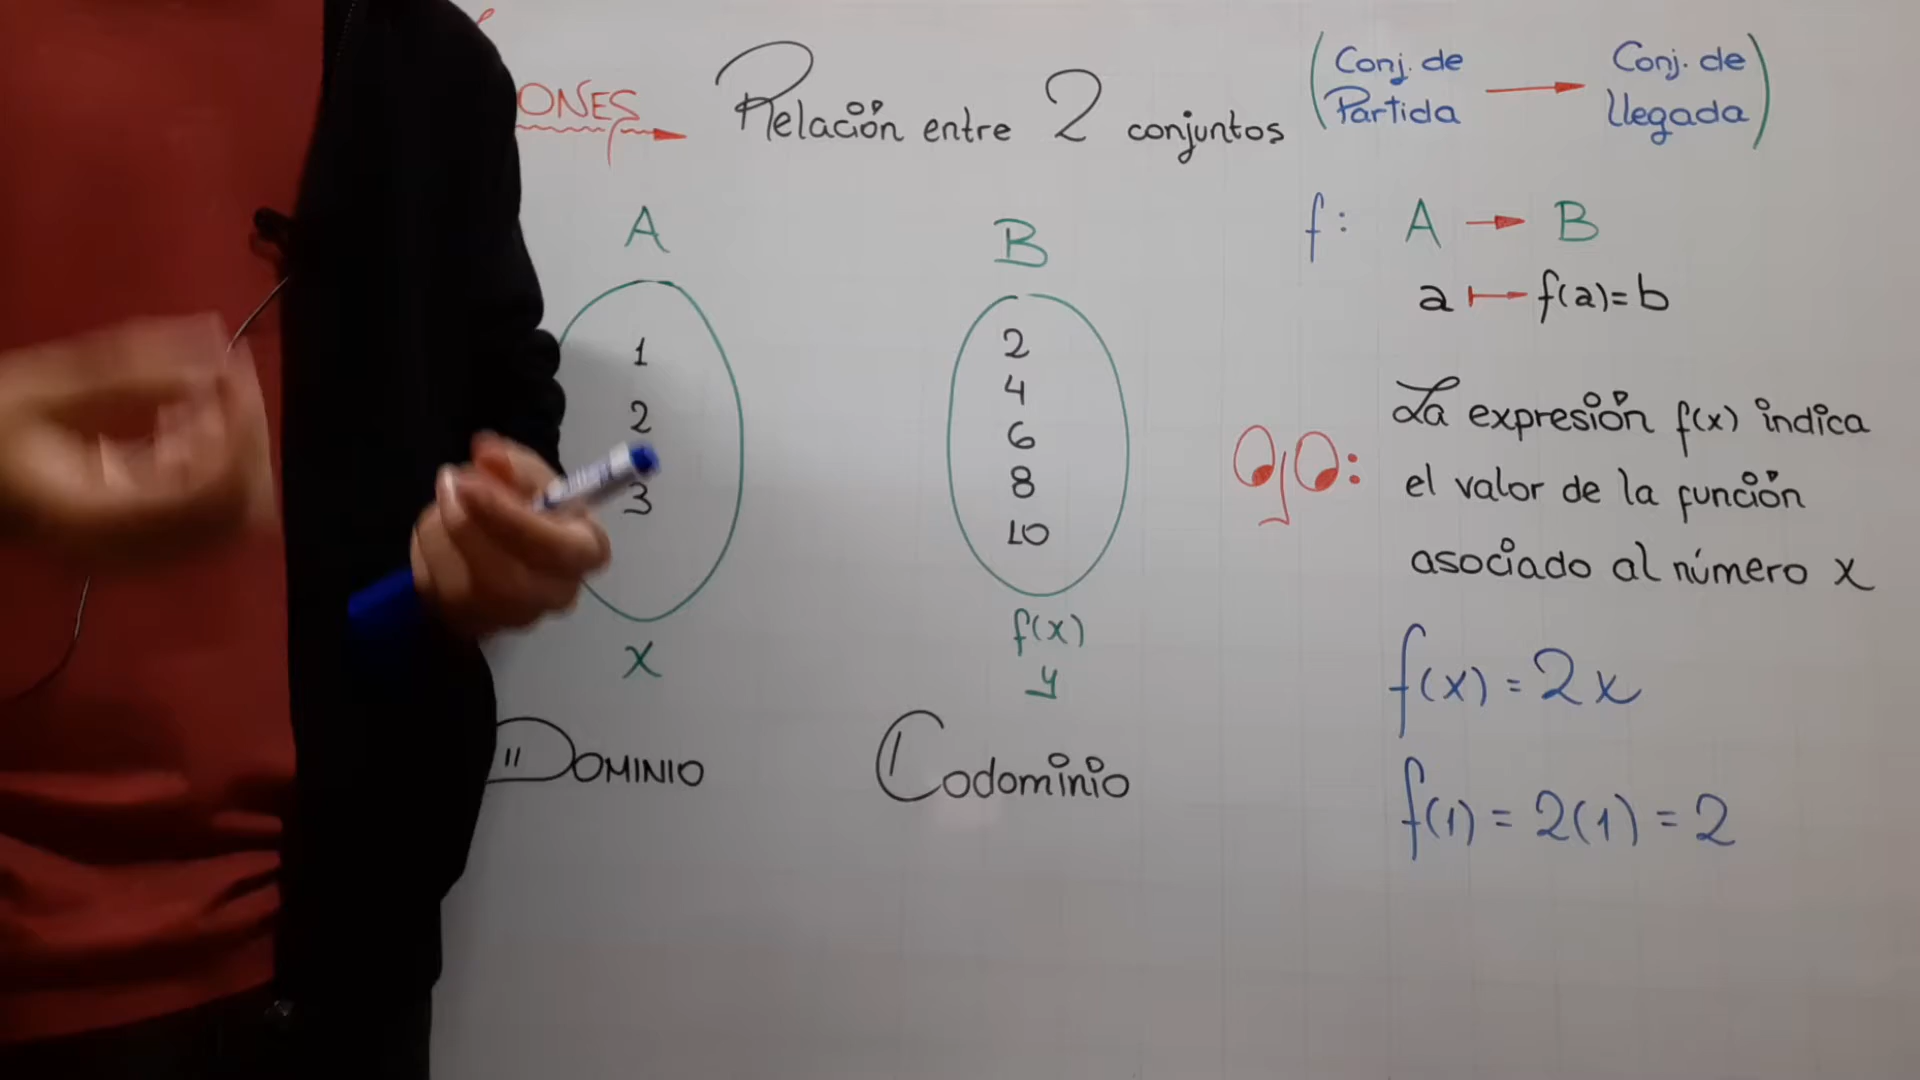 ONES Relación entre 2 conjuntos (Conj. de Partida → Conj. de llegada)
A B
1
2
3
2
4
6
8
10
x
f(x)
y
Dominio
Codominio
f: A → B
a ↦ f(a)=b
Ojo: La expresión f(x) indica
el valor de la función
asociado al número x
f(x) = 2x
f(1) = 2(1) = 2